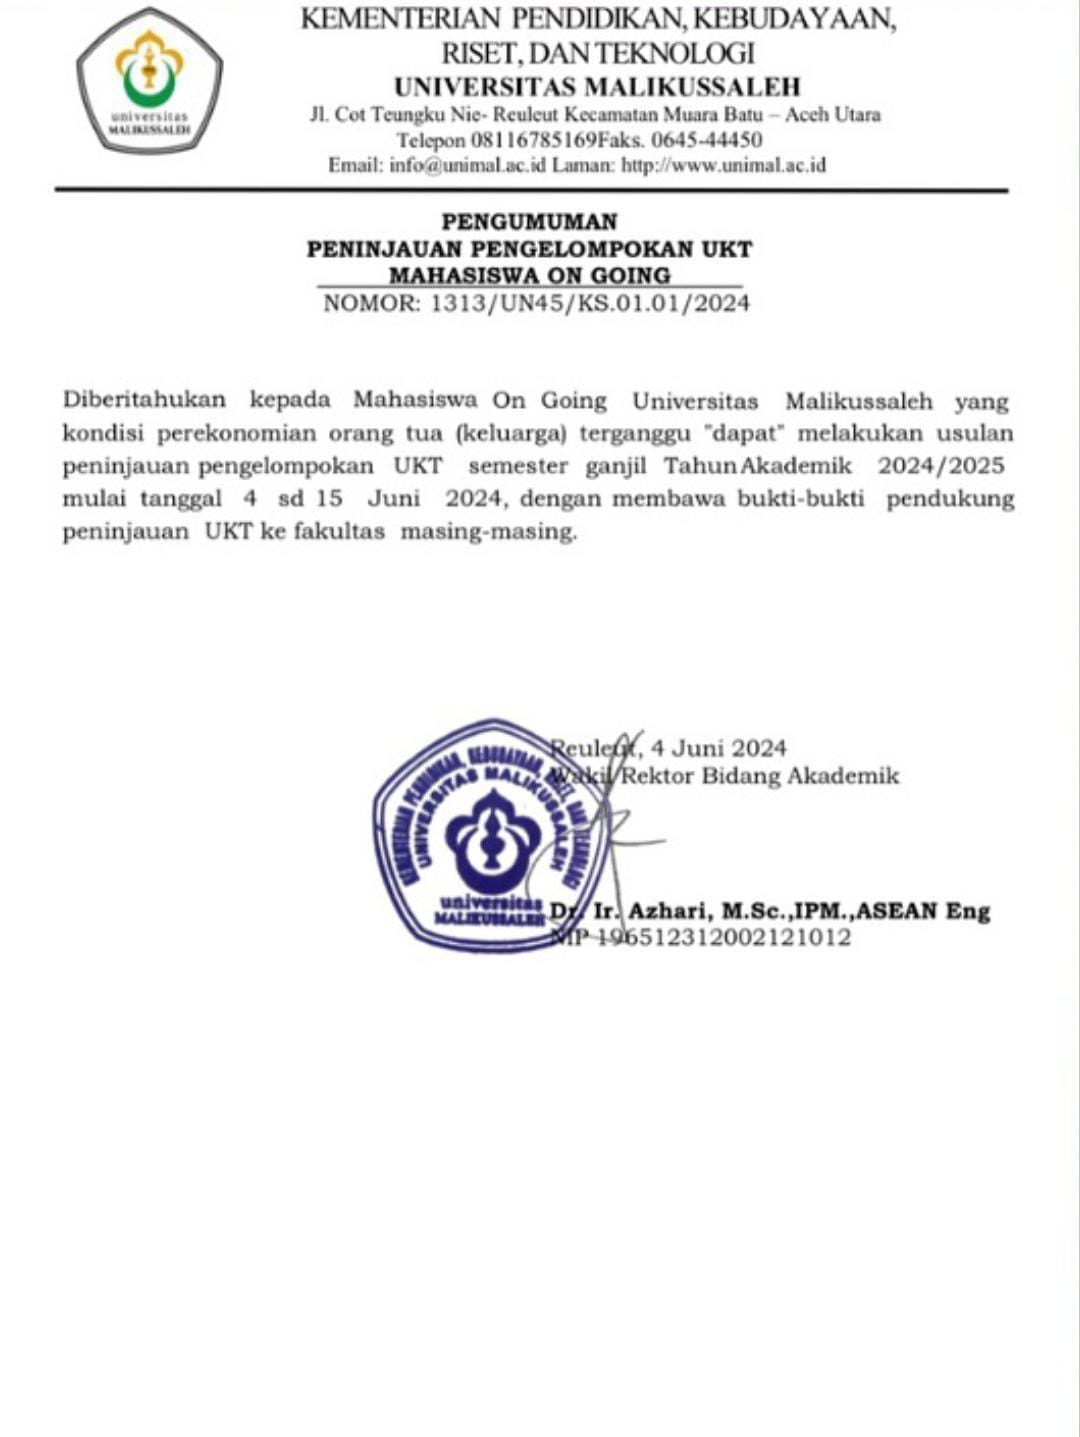 KEMENTERIAN PENDIDIKAN, KEBUDAYAAN,
RISET, DAN TEKNOLOGI
UNIVERSITAS MALIKUSSALEH
Jl. Cot Teungku Nie- Reuleut Kecamatan Muara Batu – Aceh Utara
Telepon 08116785169Faks. 0645-44450
Email: info@unimal.ac.id Laman: http://www.unimal.ac.id
universitas
MALIKUSSALEH
PENGUMUMAN
PENINJAUAN PENGELOMPOKAN UKT
MAHASISWA ON GOING
NOMOR: 1313/UN45/KS.01.01/2024
Diberitahukan kepada Mahasiswa On Going Universitas Malikussaleh yang
kondisi perekonomian orang tua (keluarga) terganggu "dapat" melakukan usulan
peninjauan pengelompokan UKT semester ganjil Tahun Akademik 2024/2025
mulai tanggal 4 sd 15 Juni 2024, dengan membawa bukti-bukti pendukung
peninjauan UKT ke fakultas masing-masing.
Reuleut, 4 Juni 2024
Wakil Rektor Bidang Akademik
KEMENTERIAN PENDIDIKAN, KEBUDAYAAN, RISET, DAN TEKNOLOGI
UNIVERSITAS MALIKUSSALEH
universitas
MALIKUSSALEH
Dr. Ir. Azhari, M.Sc.,IPM.,ASEAN Eng
NIP 196512312002121012